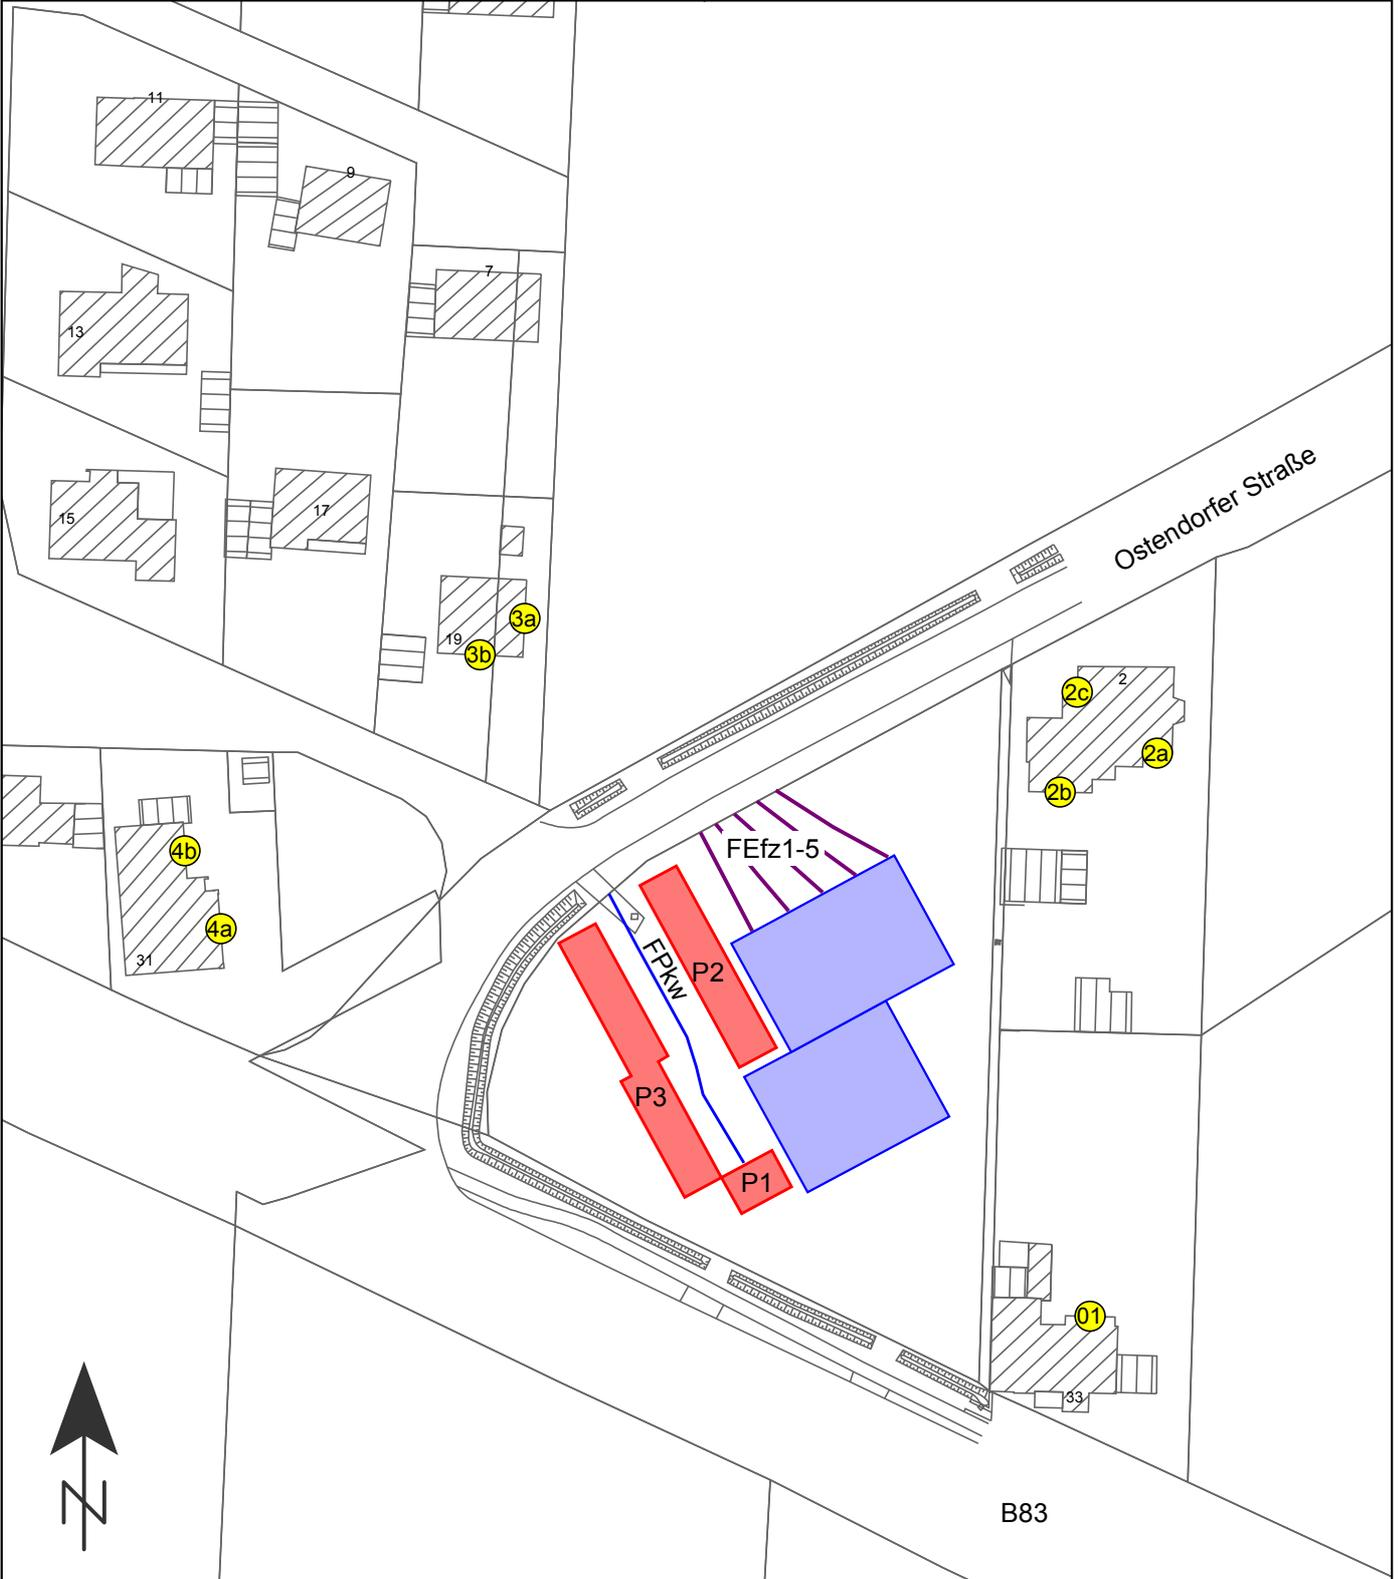 11
9
7
13
15
17
19
3a
3b
Ostendorfer Straße
2c
2
2a
2b
4b
4a
31
FEfz1-5
FPkw
P2
P3
P1
01
33
B83
N